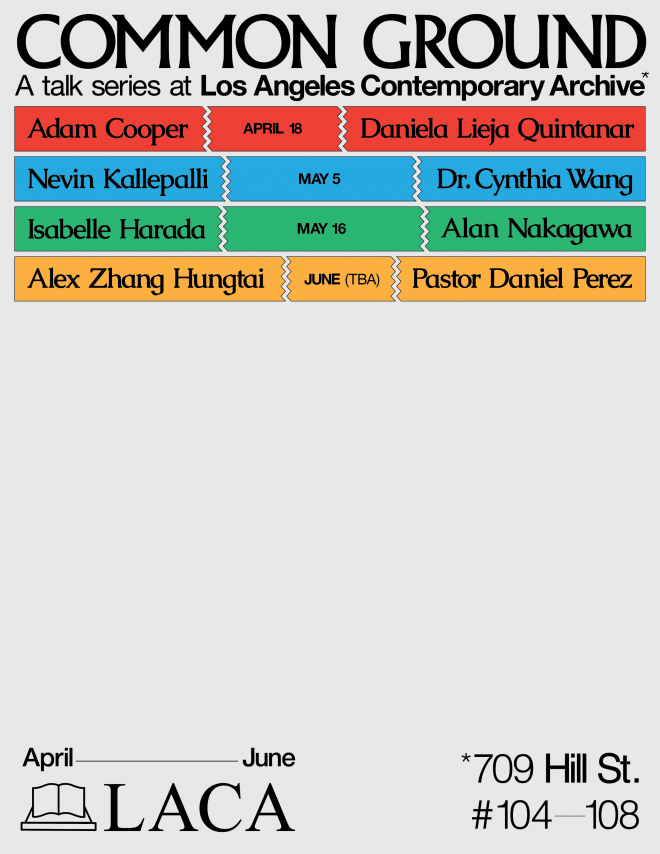 COMMON GROUND
A talk series at Los Angeles Contemporary Archive*
Adam Cooper APRIL 18 Daniela Lieja Quintanar
Nevin Kallepalli MAY 5 Dr. Cynthia Wang
Isabelle Harada MAY 16 Alan Nakagawa
Alex Zhang Hungtai JUNE (TBA) Pastor Daniel Perez
April — June
LACA
*709 Hill St.
#104—108